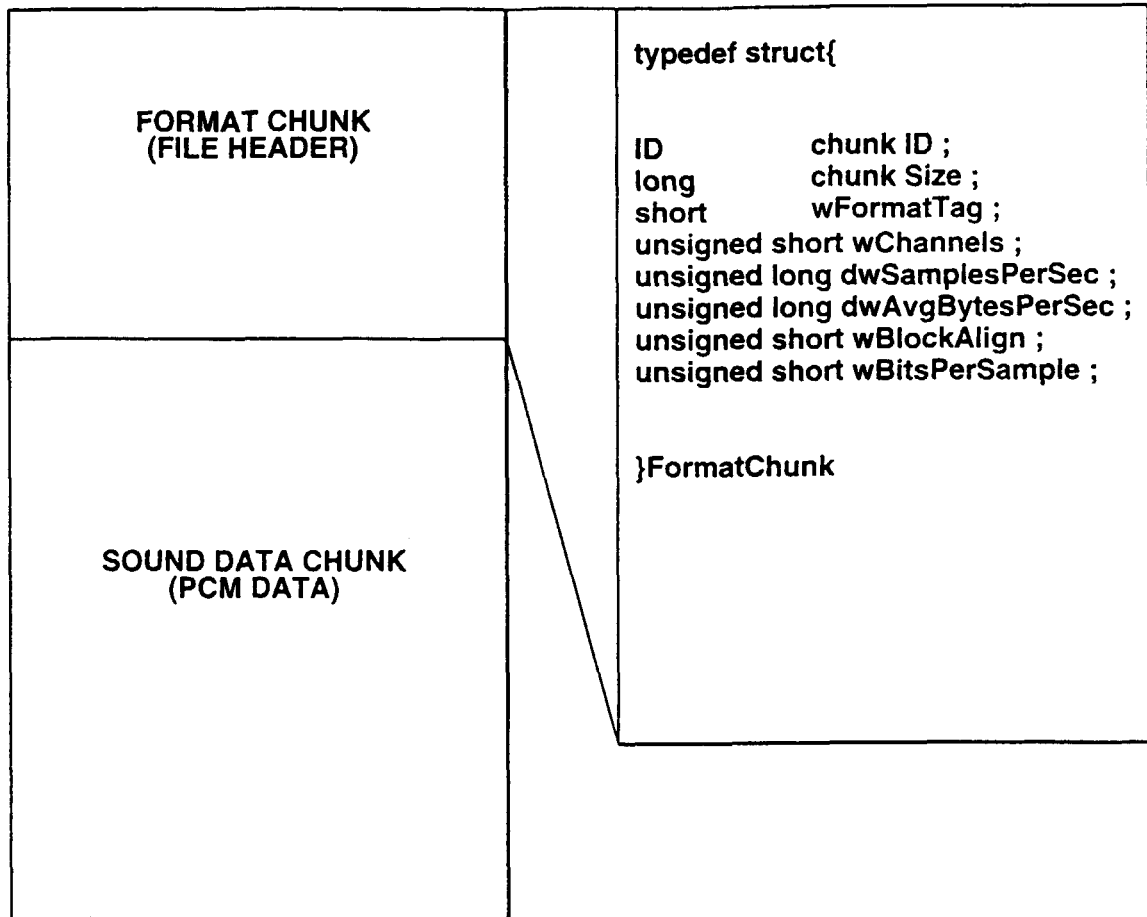 FORMAT CHUNK
(FILE HEADER)
SOUND DATA CHUNK
(PCM DATA)
typedef struct{
ID chunk ID ;
long chunk Size ;
short wFormatTag ;
unsigned short wChannels ;
unsigned long dwSamplesPerSec ;
unsigned long dwAvgBytesPerSec ;
unsigned short wBlockAlign ;
unsigned short wBitsPerSample ;
}FormatChunk